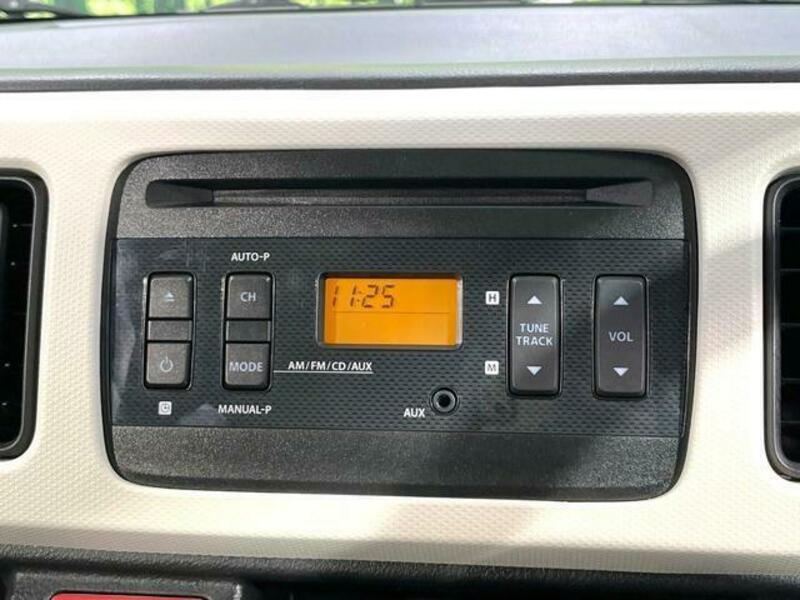 AUTO-P
CH
MODE
MANUAL-P
11:25
AM/FM/CD/AUX
AUX
H
M
TUNE
TRACK
VOL